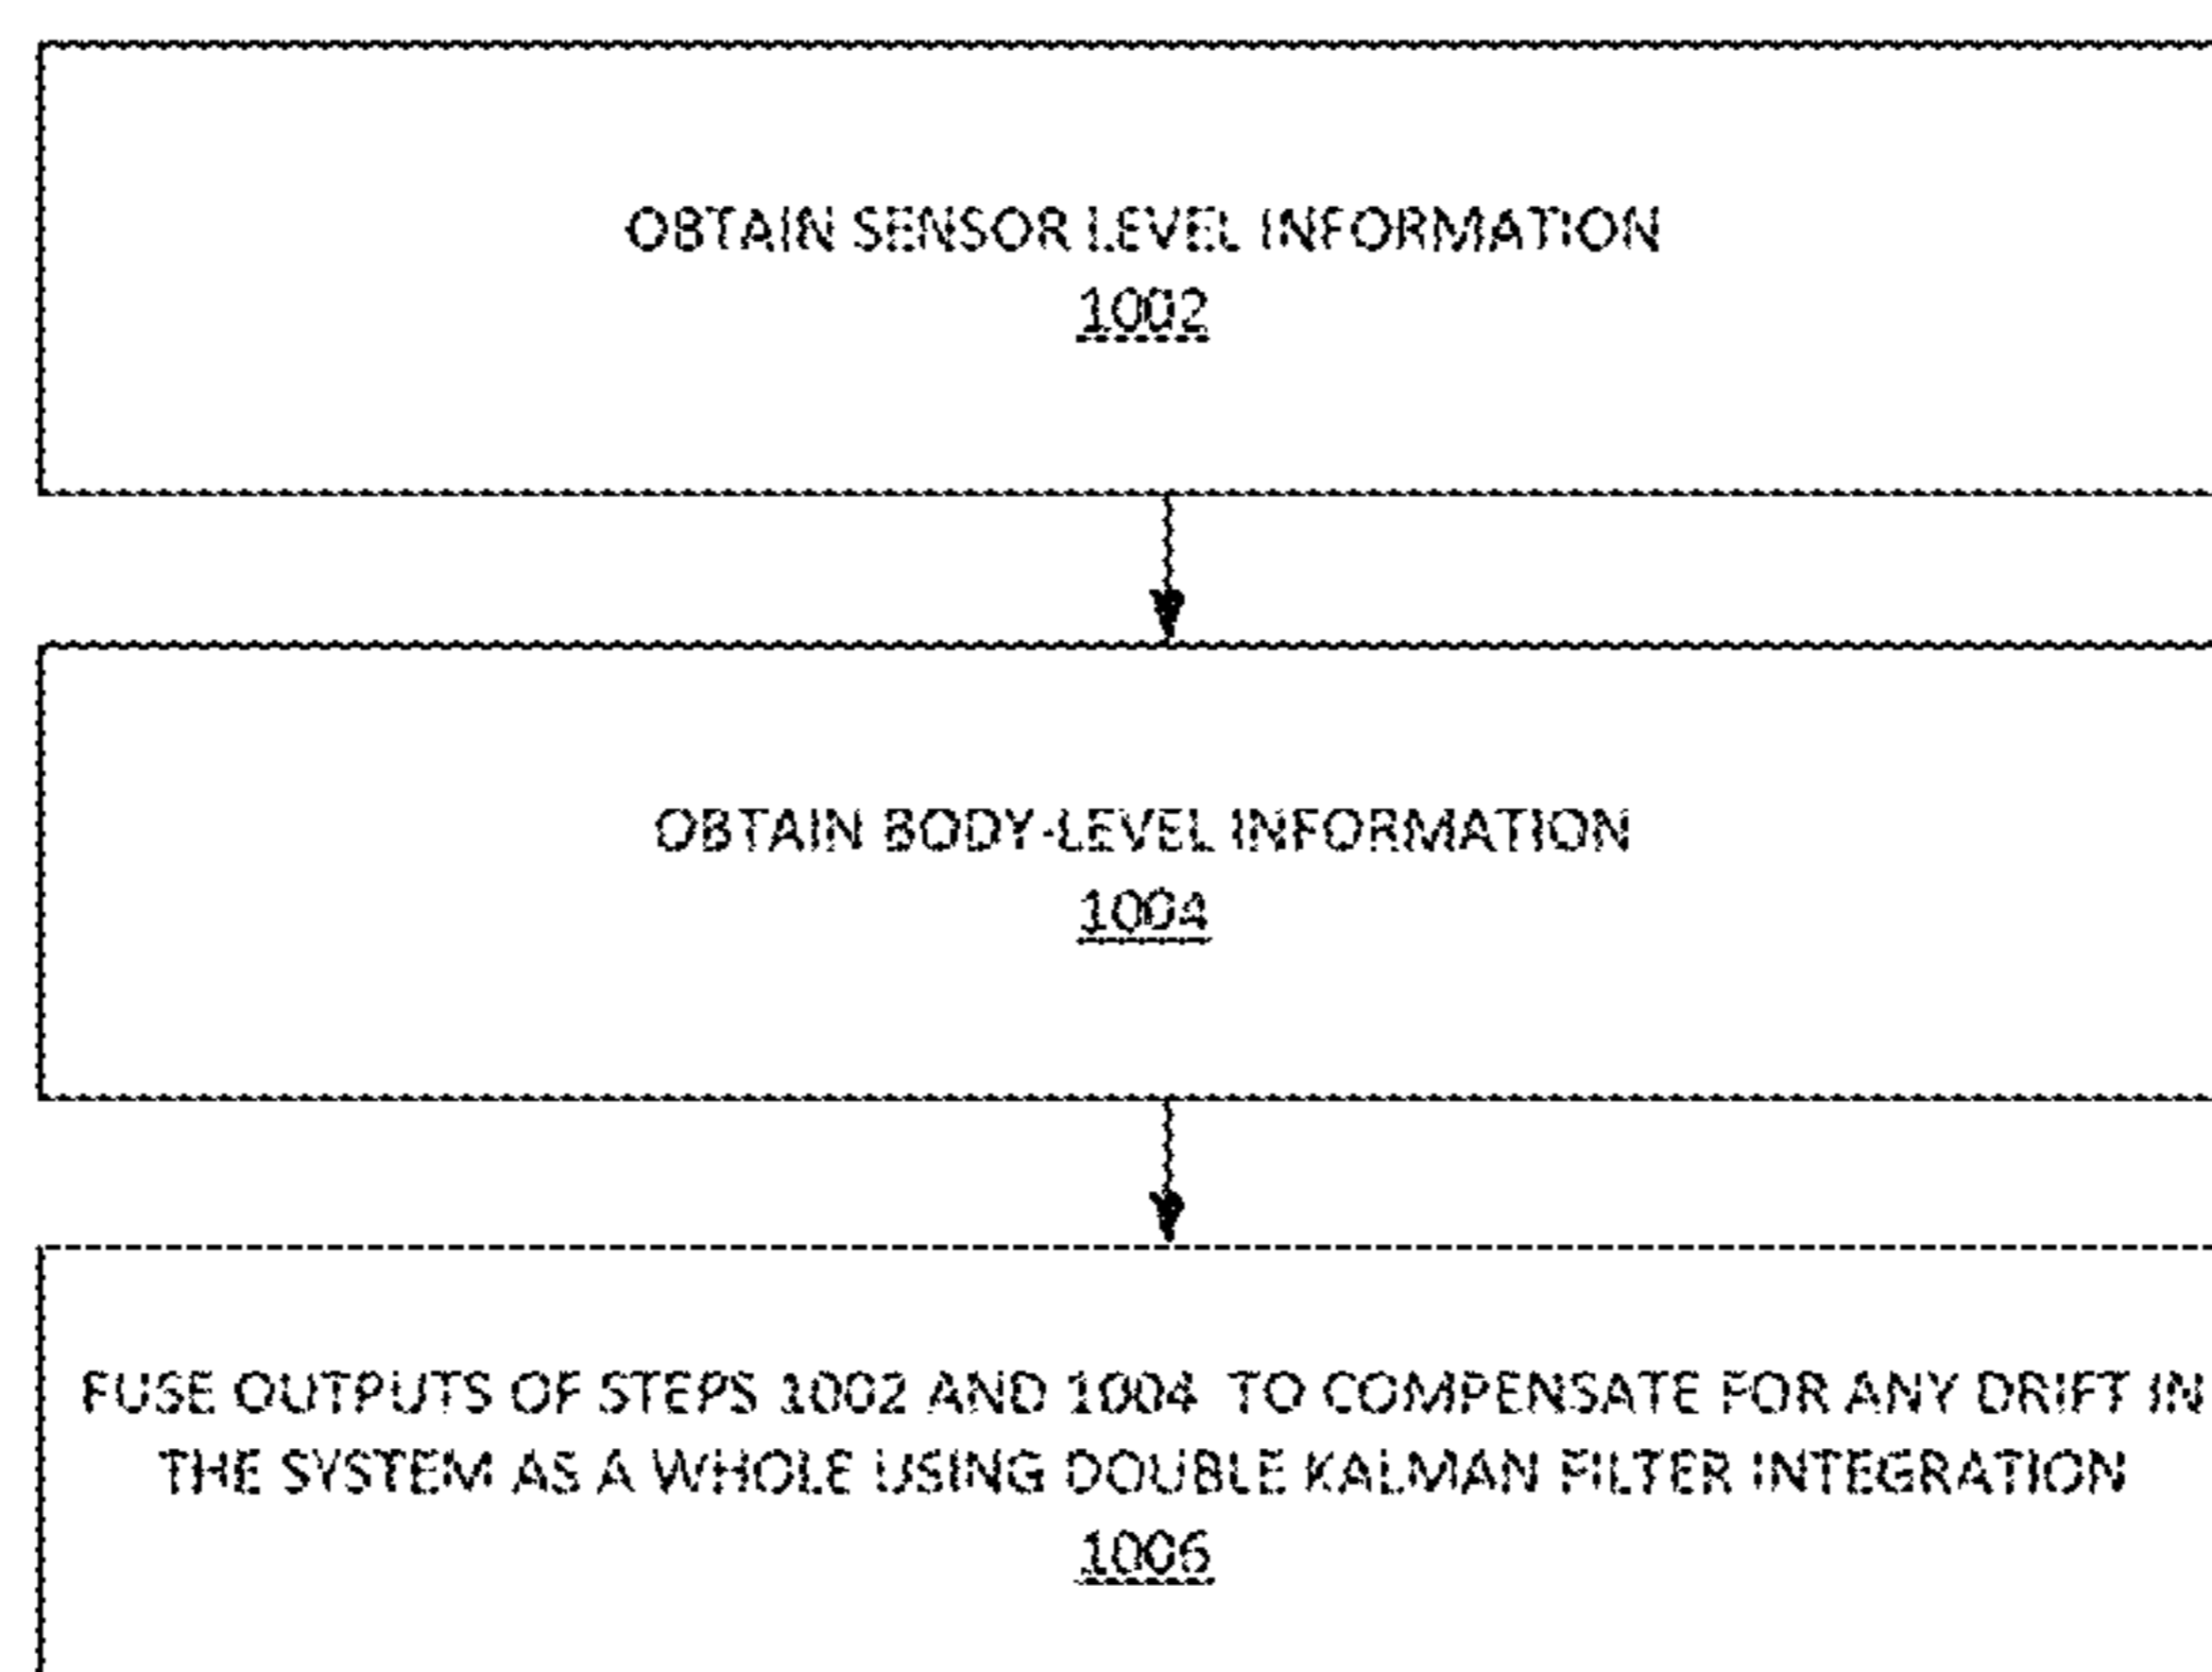 OBTAIN SENSOR LEVEL INFORMATION
1002
OBTAIN BODY-LEVEL INFORMATION
1004
FUSE OUTPUTS OF STEPS 1002 AND 1004 TO COMPENSATE FOR ANY DRIFT IN
THE SYSTEM AS A WHOLE USING DOUBLE KALMAN FILTER INTEGRATION
1006